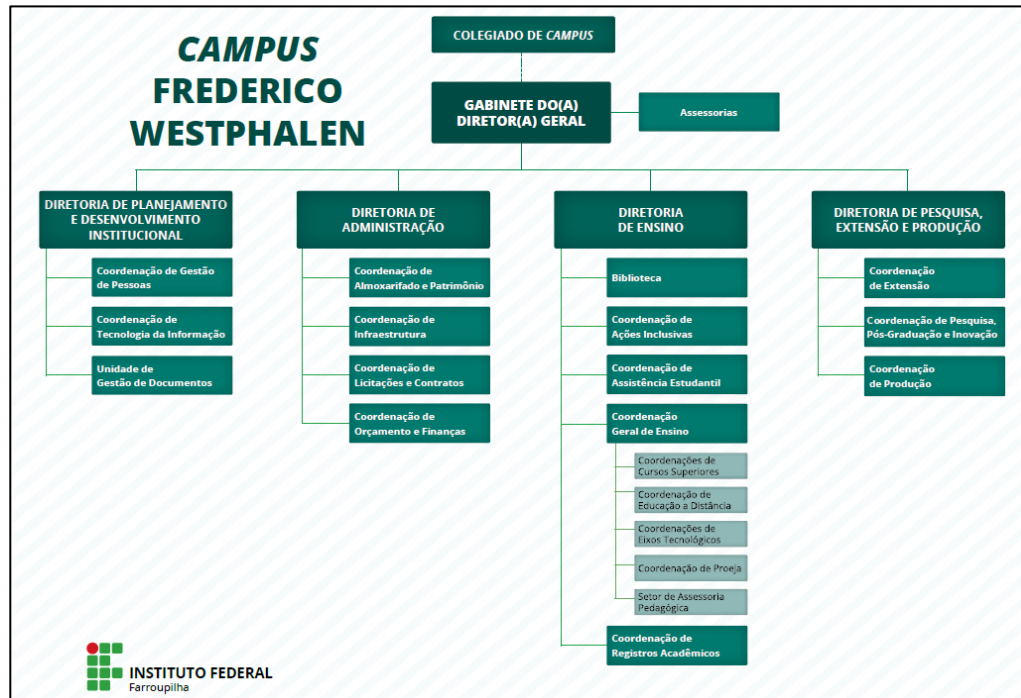 CAMPUS
FREDERICO
WESTPHALEN
COLEGIADO DE CAMPUS
GABINETE DO(A)
DIRETOR(A) GERAL
Assessorias
DIRETORIA DE PLANEJAMENTO
E DESENVOLVIMENTO
INSTITUCIONAL
Coordenação de Gestão
de Pessoas
Coordenação de
Tecnologia da Informação
Unidade de
Gestão de Documentos
DIRETORIA DE
ADMINISTRAÇÃO
Coordenação de
Almoxarifado e Patrimônio
Coordenação de
Infraestrutura
Coordenação de
Licitações e Contratos
Coordenação de
Orçamento e Finanças
DIRETORIA
DE ENSINO
Biblioteca
Coordenação de
Ações Inclusivas
Coordenação de
Assistência Estudantil
Coordenação
Geral de Ensino
Coordenações de
Cursos Superiores
Coordenação de
Educação a Distância
Coordenações de
Eixos Tecnológicos
Coordenação de Proeja
Setor de Assessoria
Pedagógica
Coordenação de
Registros Acadêmicos
DIRETORIA DE PESQUISA,
EXTENSÃO E PRODUÇÃO
Coordenação
de Extensão
Coordenação de Pesquisa,
Pós-Graduação e Inovação
Coordenação
de Produção
INSTITUTO FEDERAL
Farroupilha